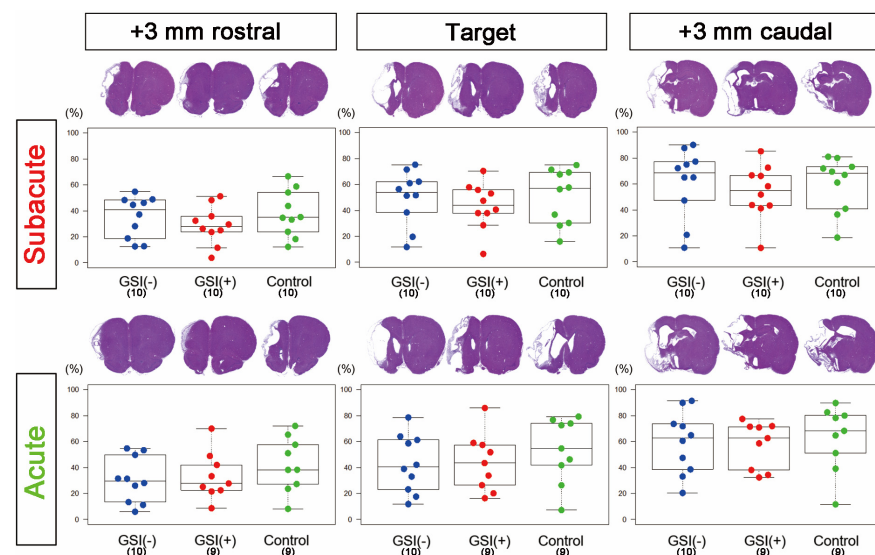 +3 mm rostral Target +3 mm caudal
Subacute
(%) (%) (%)
100 100 100
80 80 80
60 60 60
40 40 40
20 20 20
0 0 0
GSI(-) GSI(+) Control GSI(-) GSI(+) Control GSI(-) GSI(+) Control
(10) (10) (10) (10) (10) (10) (10) (10) (10)
Acute
(%) (%) (%)
100 100 100
80 80 80
60 60 60
40 40 40
20 20 20
0 0 0
GSI(-) GSI(+) Control GSI(-) GSI(+) Control GSI(-) GSI(+) Control
(10) (9) (9) (10) (9) (9) (10) (9) (9)